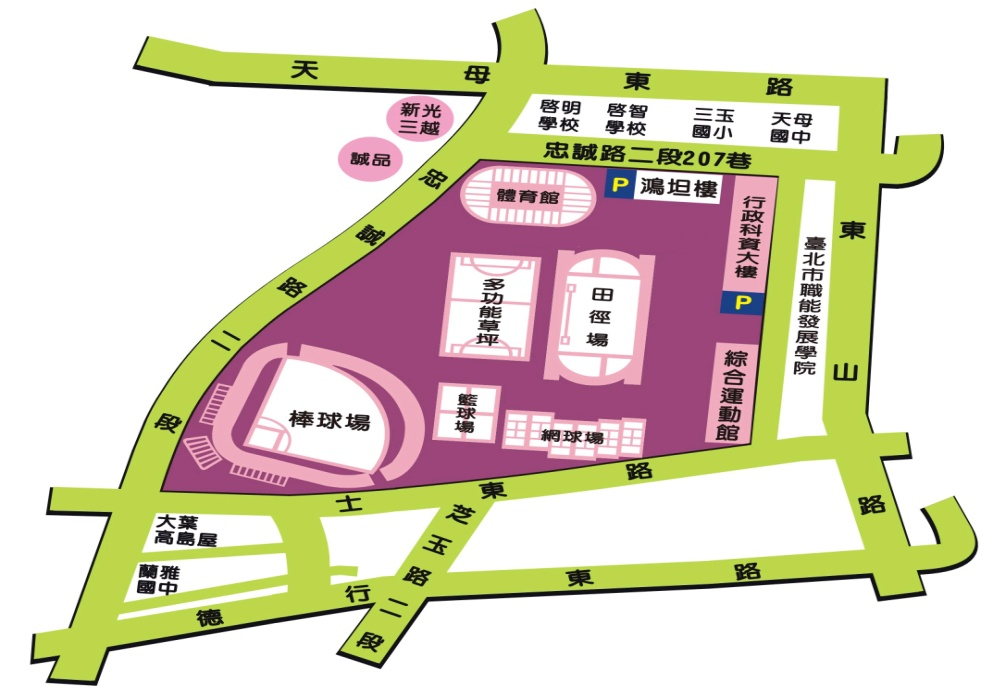 天母東路
新光
三越
誠品
啓明
學校
啓智
學校
三玉
國小
天母
國中
忠誠路二段207巷
忠誠路二段
體育館
P
鴻坦樓
行政科資大樓
P
臺北市職能發展學院
東山路
多功能草坪
田徑場
綜合運動館
棒球場
籃球場
網球場
士東路
芝玉路二段
大葉
高島屋
蘭雅
國中
德行東路